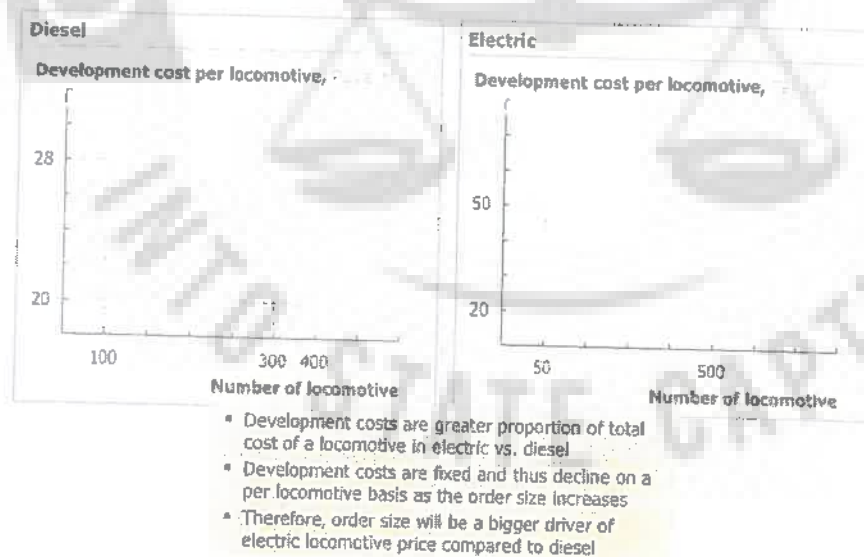 Diesel
Development cost per locomotive,
28
20
100 300 400
Number of locomotive
Electric
Development cost per locomotive,
50
20
50 500
Number of locomotive
▪ Development costs are greater proportion of total
cost of a locomotive in electric vs. diesel
▪ Development costs are fixed and thus decline on a
per locomotive basis as the order size increases
▪ Therefore, order size will be a bigger driver of
electric locomotive price compared to diesel
INTO STATE CAPT